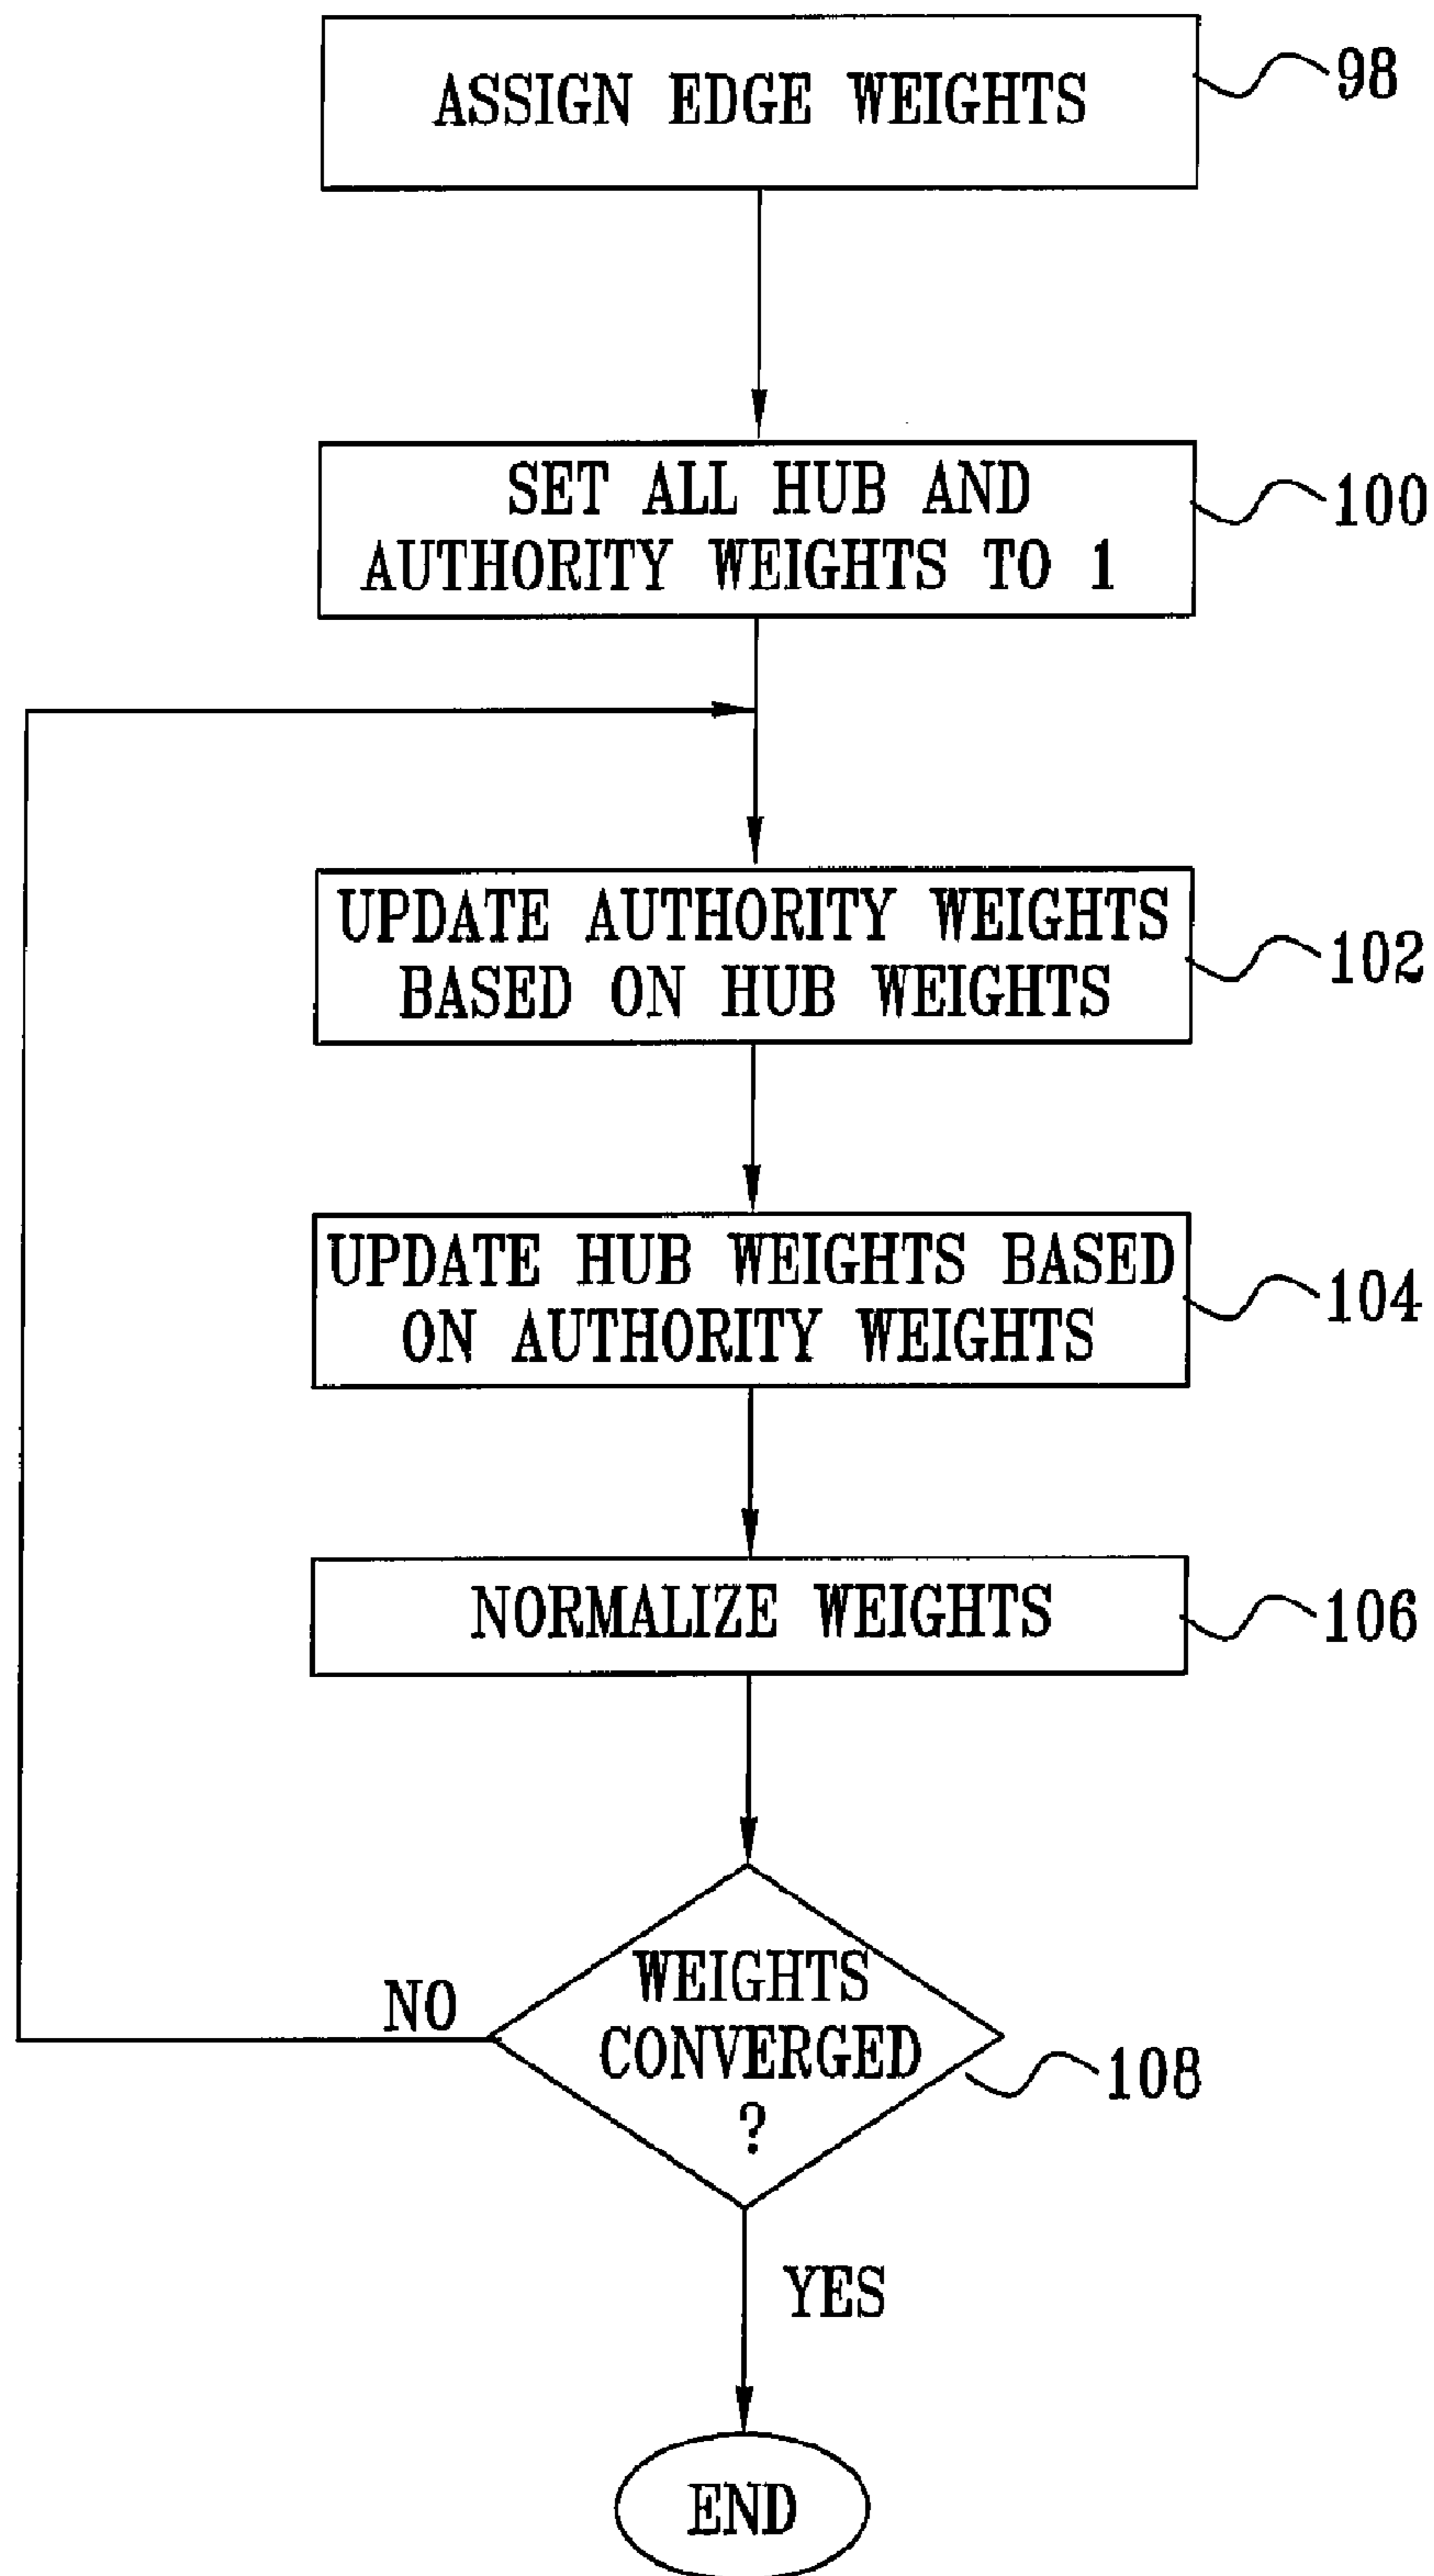 ASSIGN EDGE WEIGHTS
98
SET ALL HUB AND
AUTHORITY WEIGHTS TO 1
100
UPDATE AUTHORITY WEIGHTS
BASED ON HUB WEIGHTS
102
UPDATE HUB WEIGHTS BASED
ON AUTHORITY WEIGHTS
104
NORMALIZE WEIGHTS
106
WEIGHTS
CONVERGED
?
108
NO
YES
END